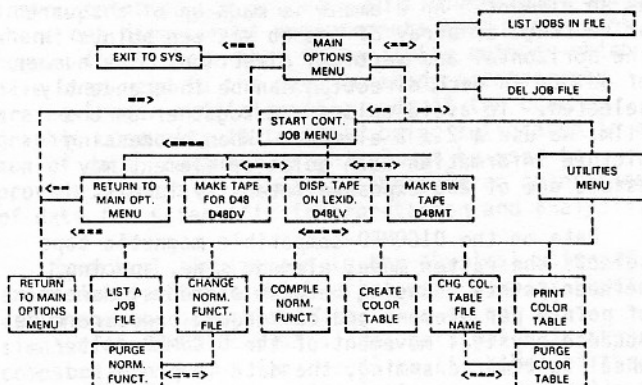 LIST JOBS IN FILE
EXIT TO SYS.
MAIN
OPTIONS
MENU
DEL JOB FILE
START CONT.
JOB MENU
RETURN TO
MAIN OPT.
MENU
MAKE TAPE
FOR D48
D48DV
DISP. TAPE
ON LEXID.
D48LV
MAKE BIN
TAPE
D48MT
UTILITIES
MENU
RETURN
TO MAIN
OPTIONS
MENU
LIST A
JOB
FILE
CHANGE
NORM.
FUNCT.
FILE
COMPILE
NORM.
FUNCT.
CREATE
COLOR
TABLE
CHG COL.
TABLE
FILE
NAME
PRINT
COLOR
TABLE
PURGE
NORM.
FUNCT.
PURGE
COLOR
TABLE